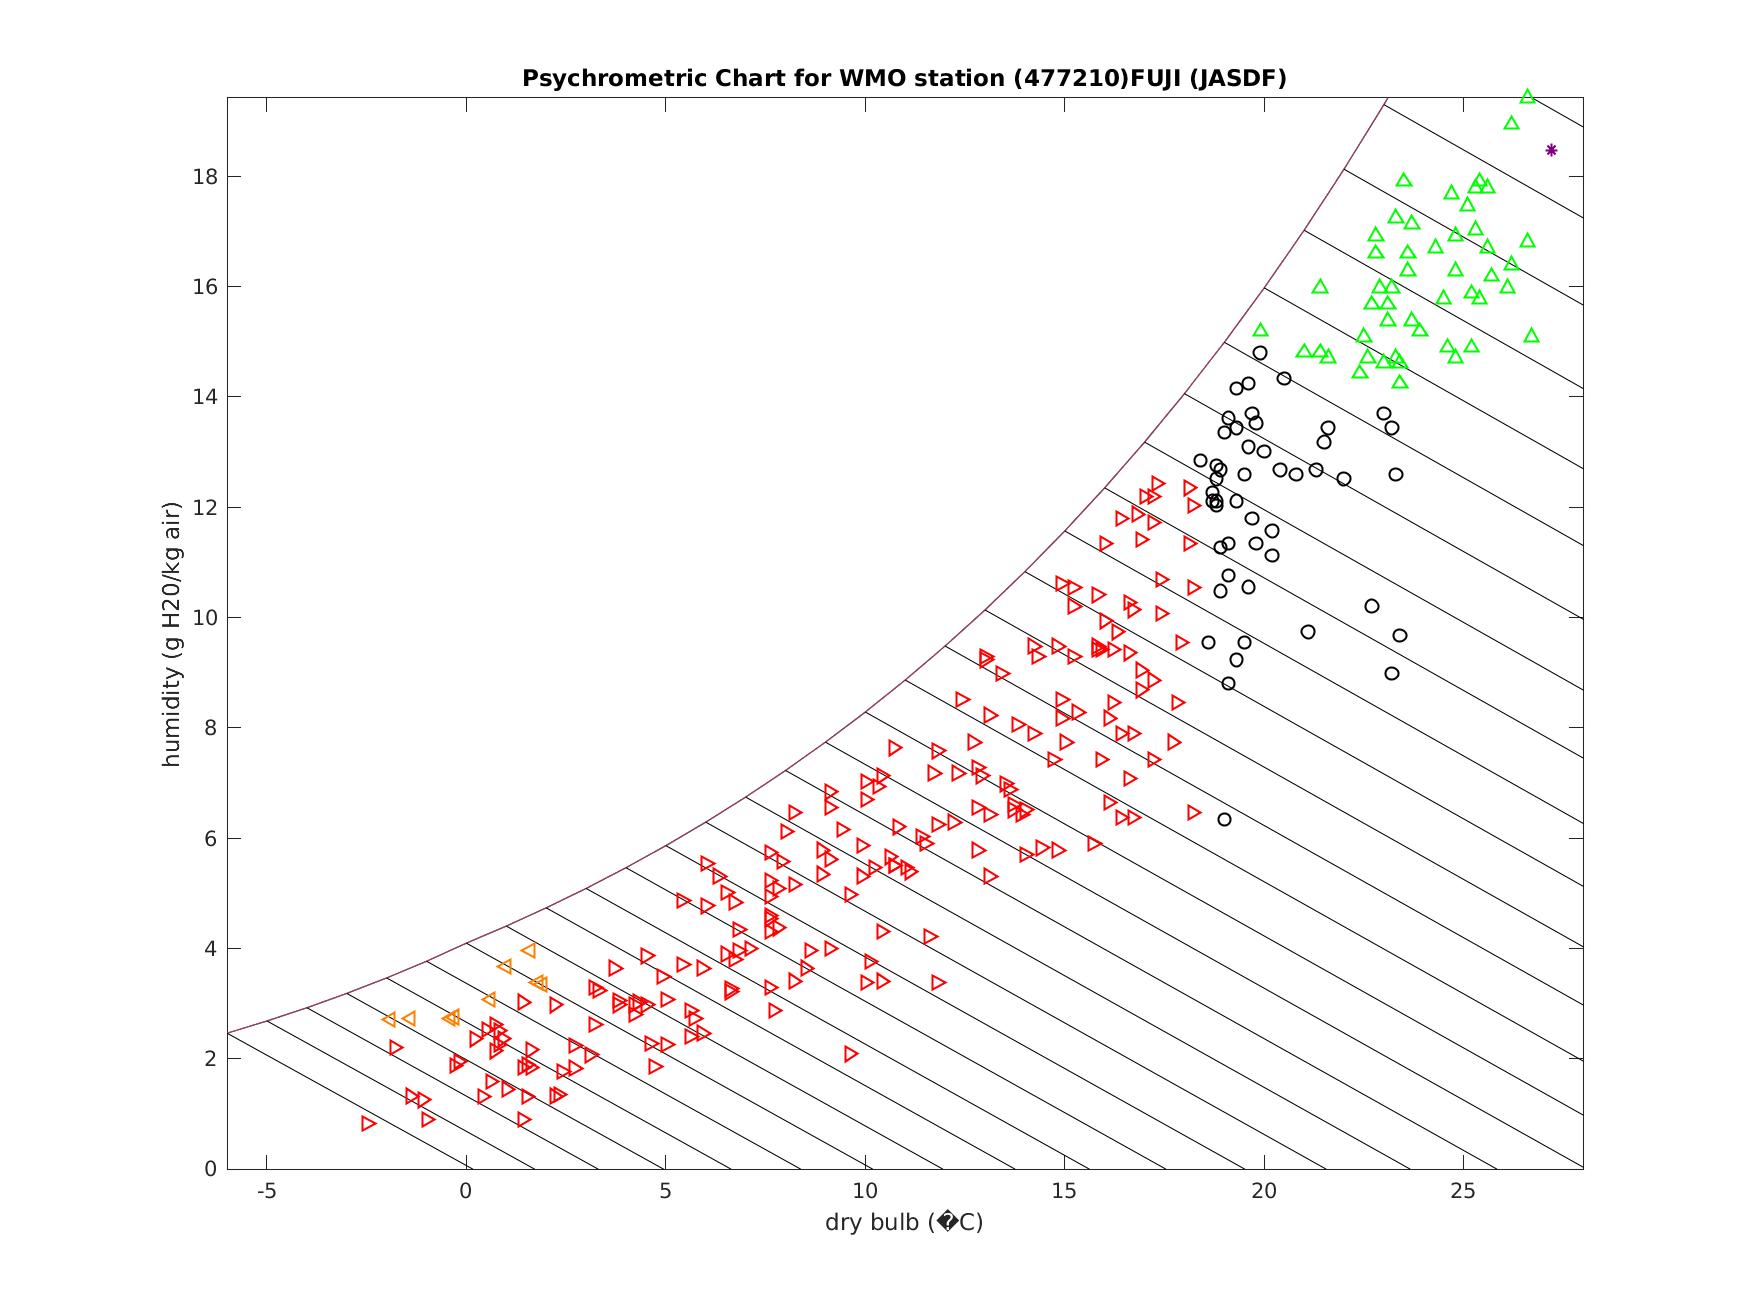 Psychrometric Chart for WMO station (477210)FUJI (JASDF)
humidity (g H20/kg air)
18
16
14
12
10
8
6
4
2
0
-5 0 5 10 15 20 25
dry bulb (�C)